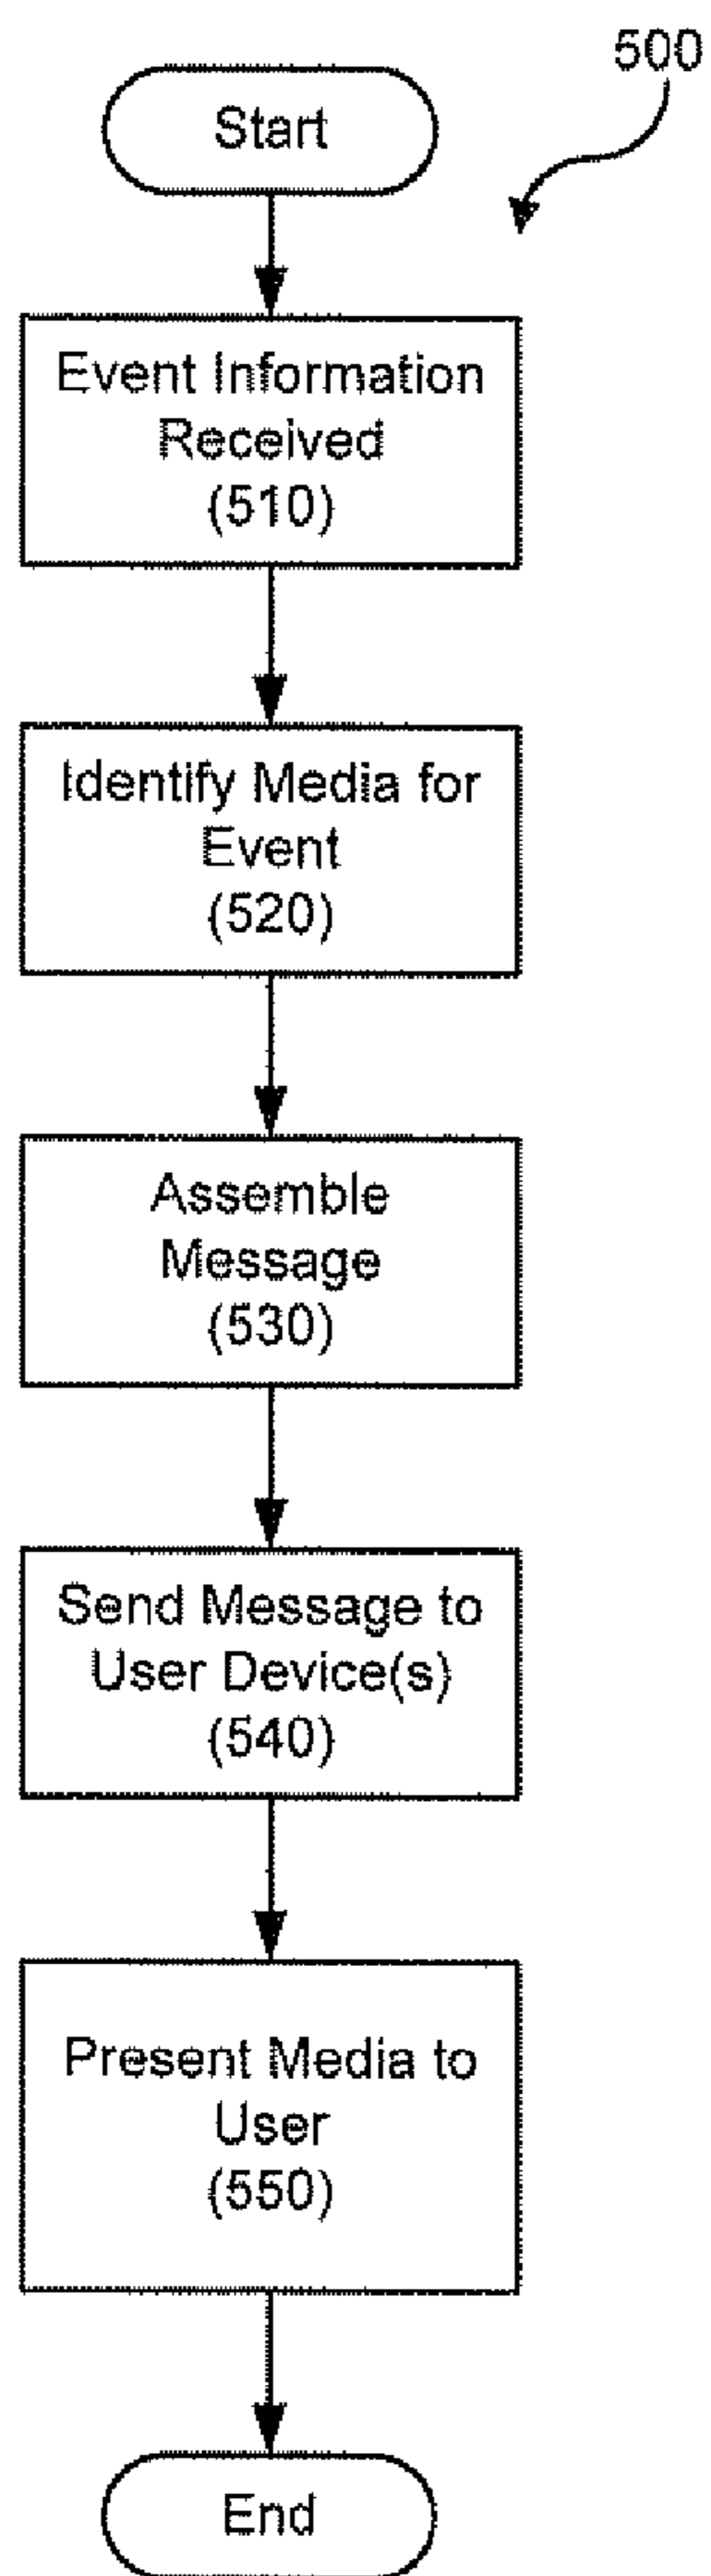 500
Start
Event Information
Received
(510)
Identify Media for
Event
(520)
Assemble
Message
(530)
Send Message to
User Device(s)
(540)
Present Media to
User
(550)
End